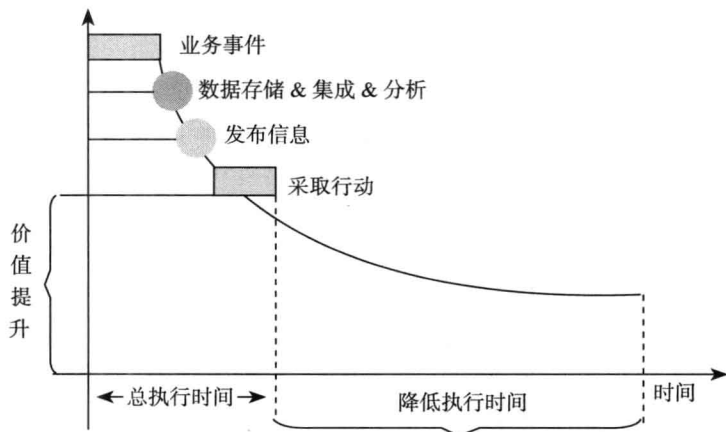 业务事件
数据存储 & 集成 & 分析
发布信息
采取行动
价值提升
总执行时间
降低执行时间
时间